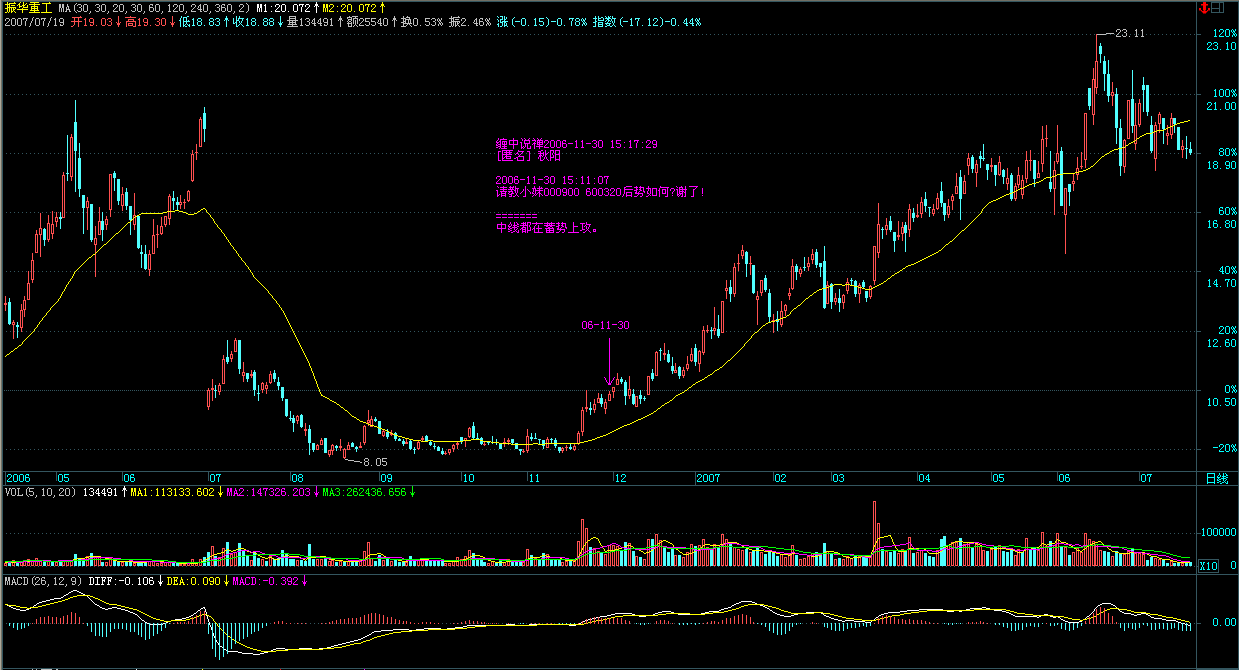 振华重工 MA(30,30,20,30,60,120,240,360,2) M1:20.072↑M2:20.072↑
2007/07/19 开19.03↓高19.30↓低18.83↑收18.88↓量134491↑额25540↑换0.53% 振2.46% 涨(-0.15)-0.78% 指数(-17.12)-0.44%
120%
23.10
23.11
100%
21.00
缠中说禅2006-11-30 15:17:29
[匿名] 秋阳
80%
18.90
2006-11-30 15:11:07
请教小妹000900 600320后势如何?谢了!
=======
中线都在蓄势上攻。
60%
16.80
40%
14.70
06-11-30
20%
12.60
0%
10.50
-20%
8.05
2006 05 06 07 08 09 10 11 12 2007 02 03 04 05 06 07 日线
VOL(5,10,20) 134491↑MA1:113133.602↓MA2:147326.203↓MA3:262436.656↓
100000
X10 0
MACD(26,12,9) DIFF:-0.106↓DEA:0.090↓MACD:-0.392↓
0.00